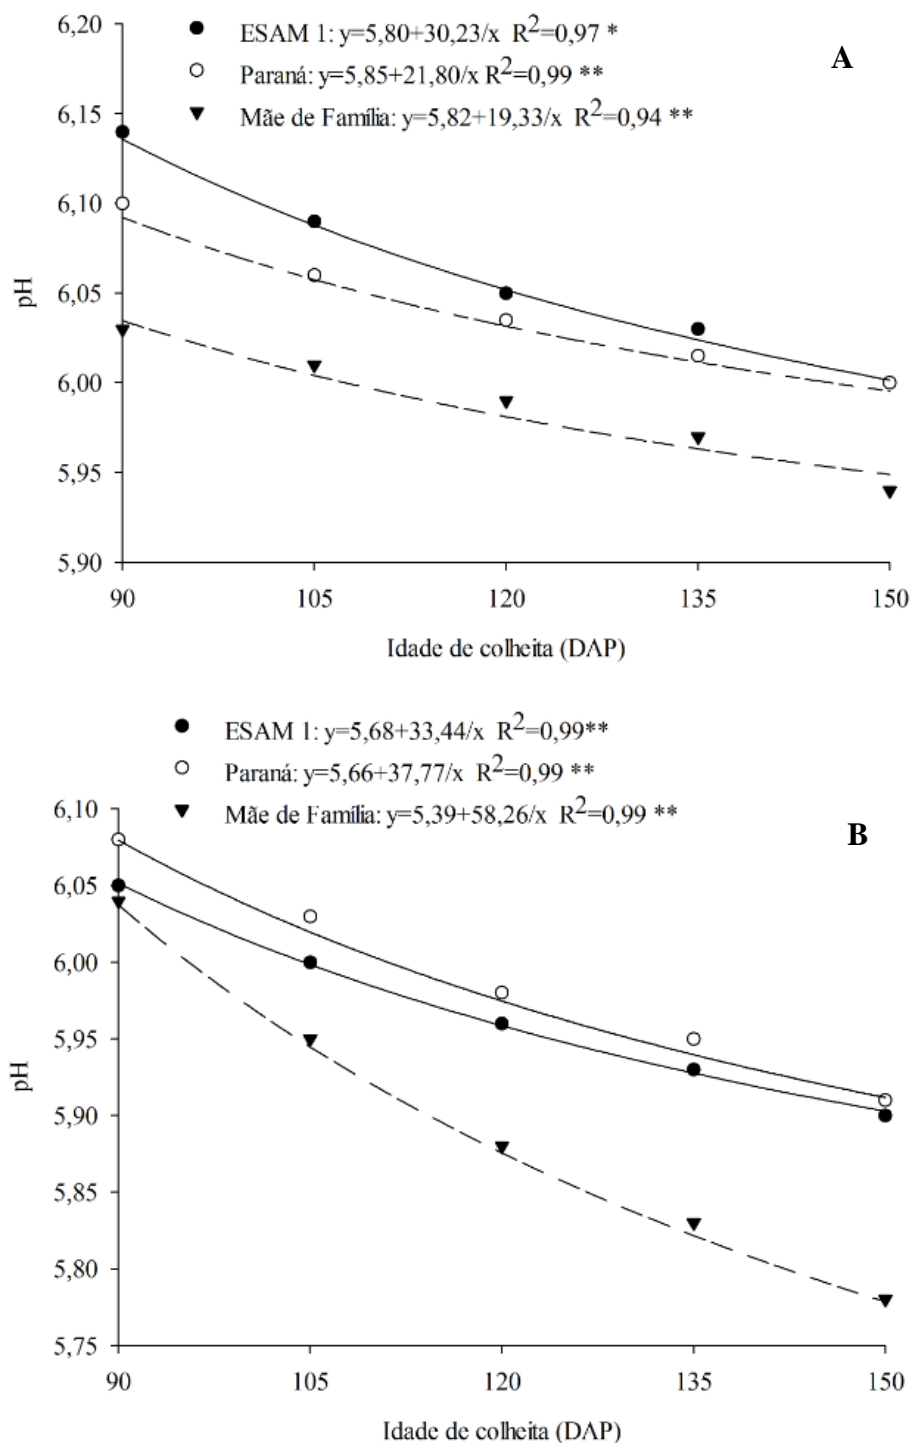 6,20
ESAM 1: y=5,80+30,23/x R²=0,97 *
A
Paraná: y=5,85+21,80/x R²=0,99 **
6,15
Mãe de Família: y=5,82+19,33/x R²=0,94 **
6,10
6,05
pH
6,00
5,95
5,90
90 105 120 135 150
Idade de colheita (DAP)
ESAM 1: y=5,68+33,44/x R²=0,99**
Paraná: y=5,66+37,77/x R²=0,99 **
Mãe de Família: y=5,39+58,26/x R²=0,99 **
6,10
B
6,05
6,00
5,95
pH
5,90
5,85
5,80
5,75
90 105 120 135 150
Idade de colheita (DAP)